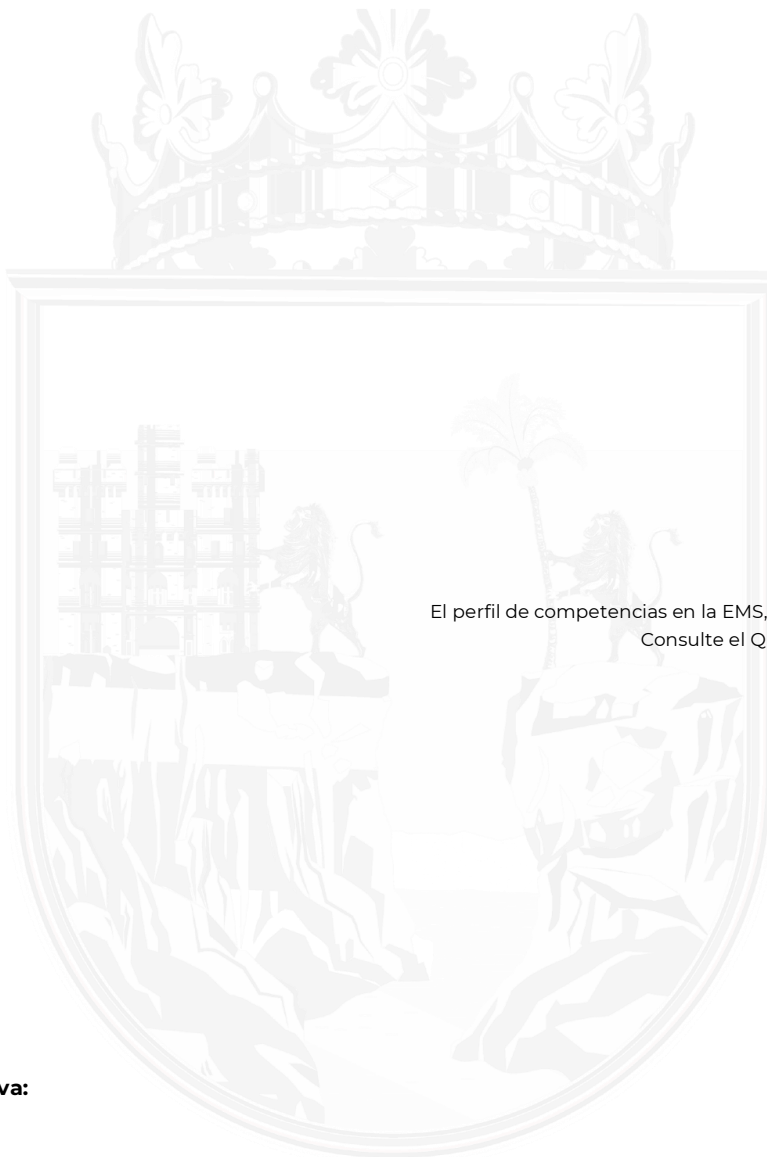 El perfil de competencias en la EMS,
Consulte el Q
va: